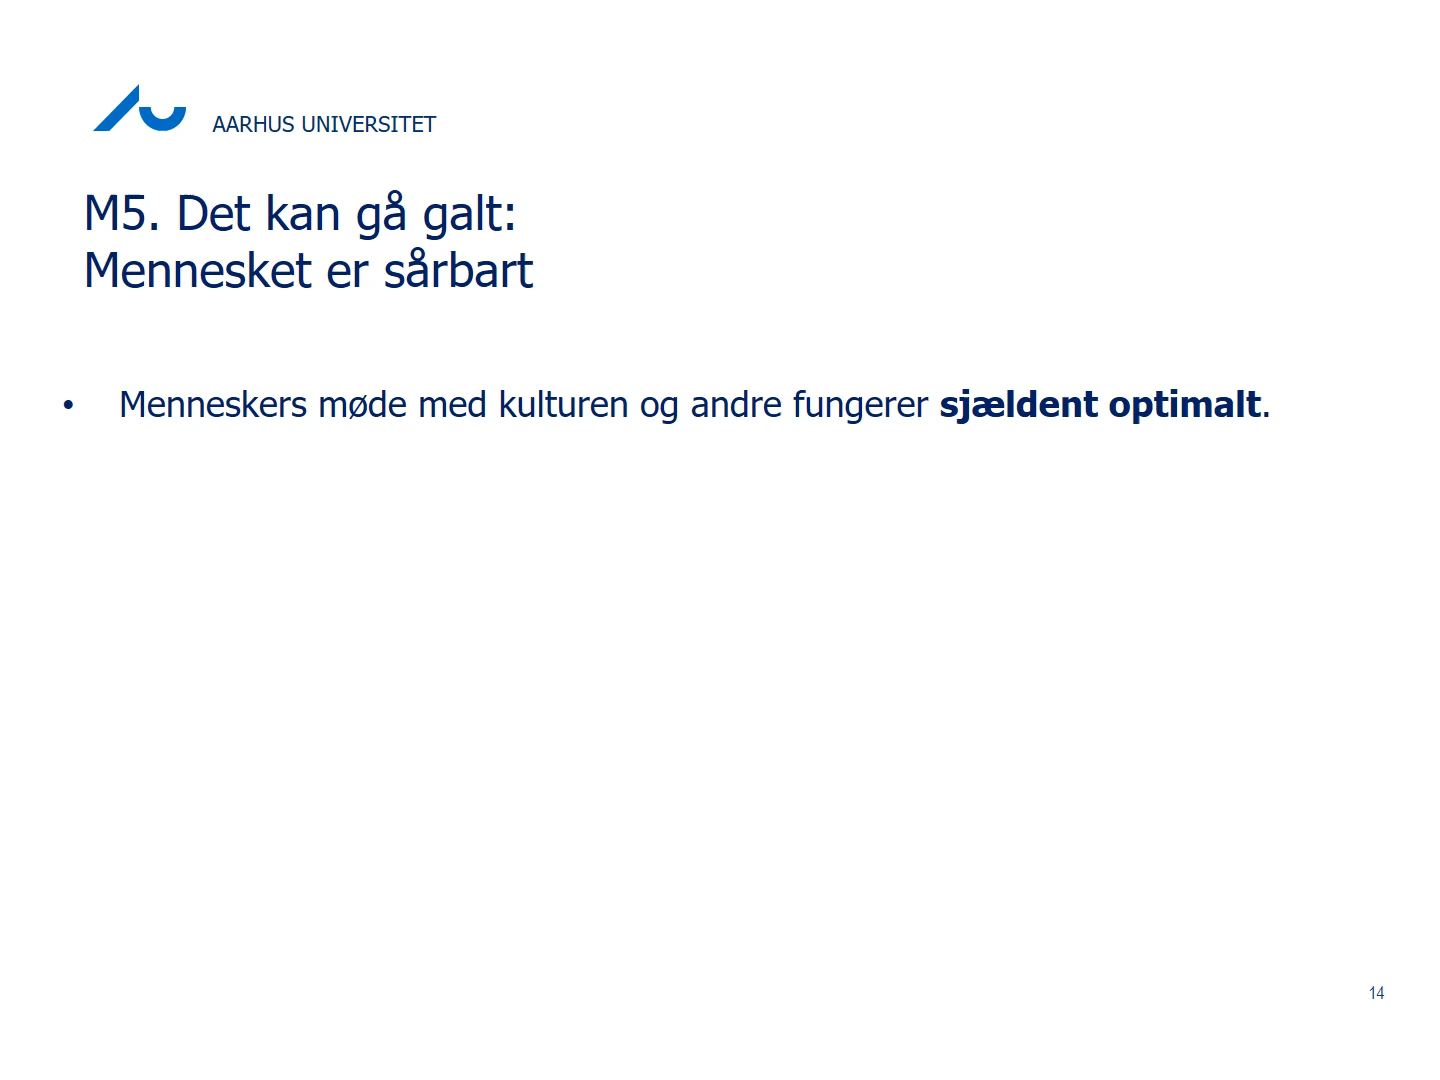 AARHUS UNIVERSITET
M5. Det kan gå galt:
Mennesket er sårbart
• Menneskers møde med kulturen og andre fungerer sjældent optimalt.
14